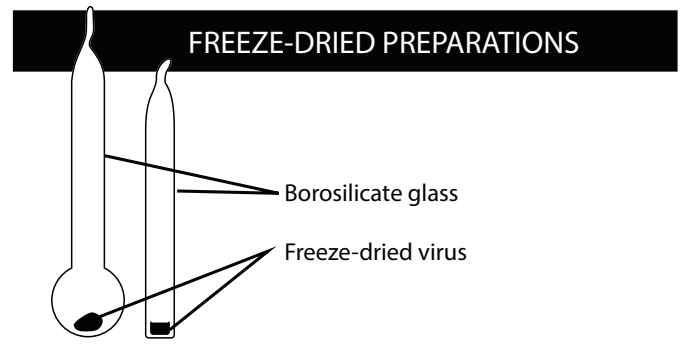 FREEZE-DRIED PREPARATIONS
Borosilicate glass
Freeze-dried virus